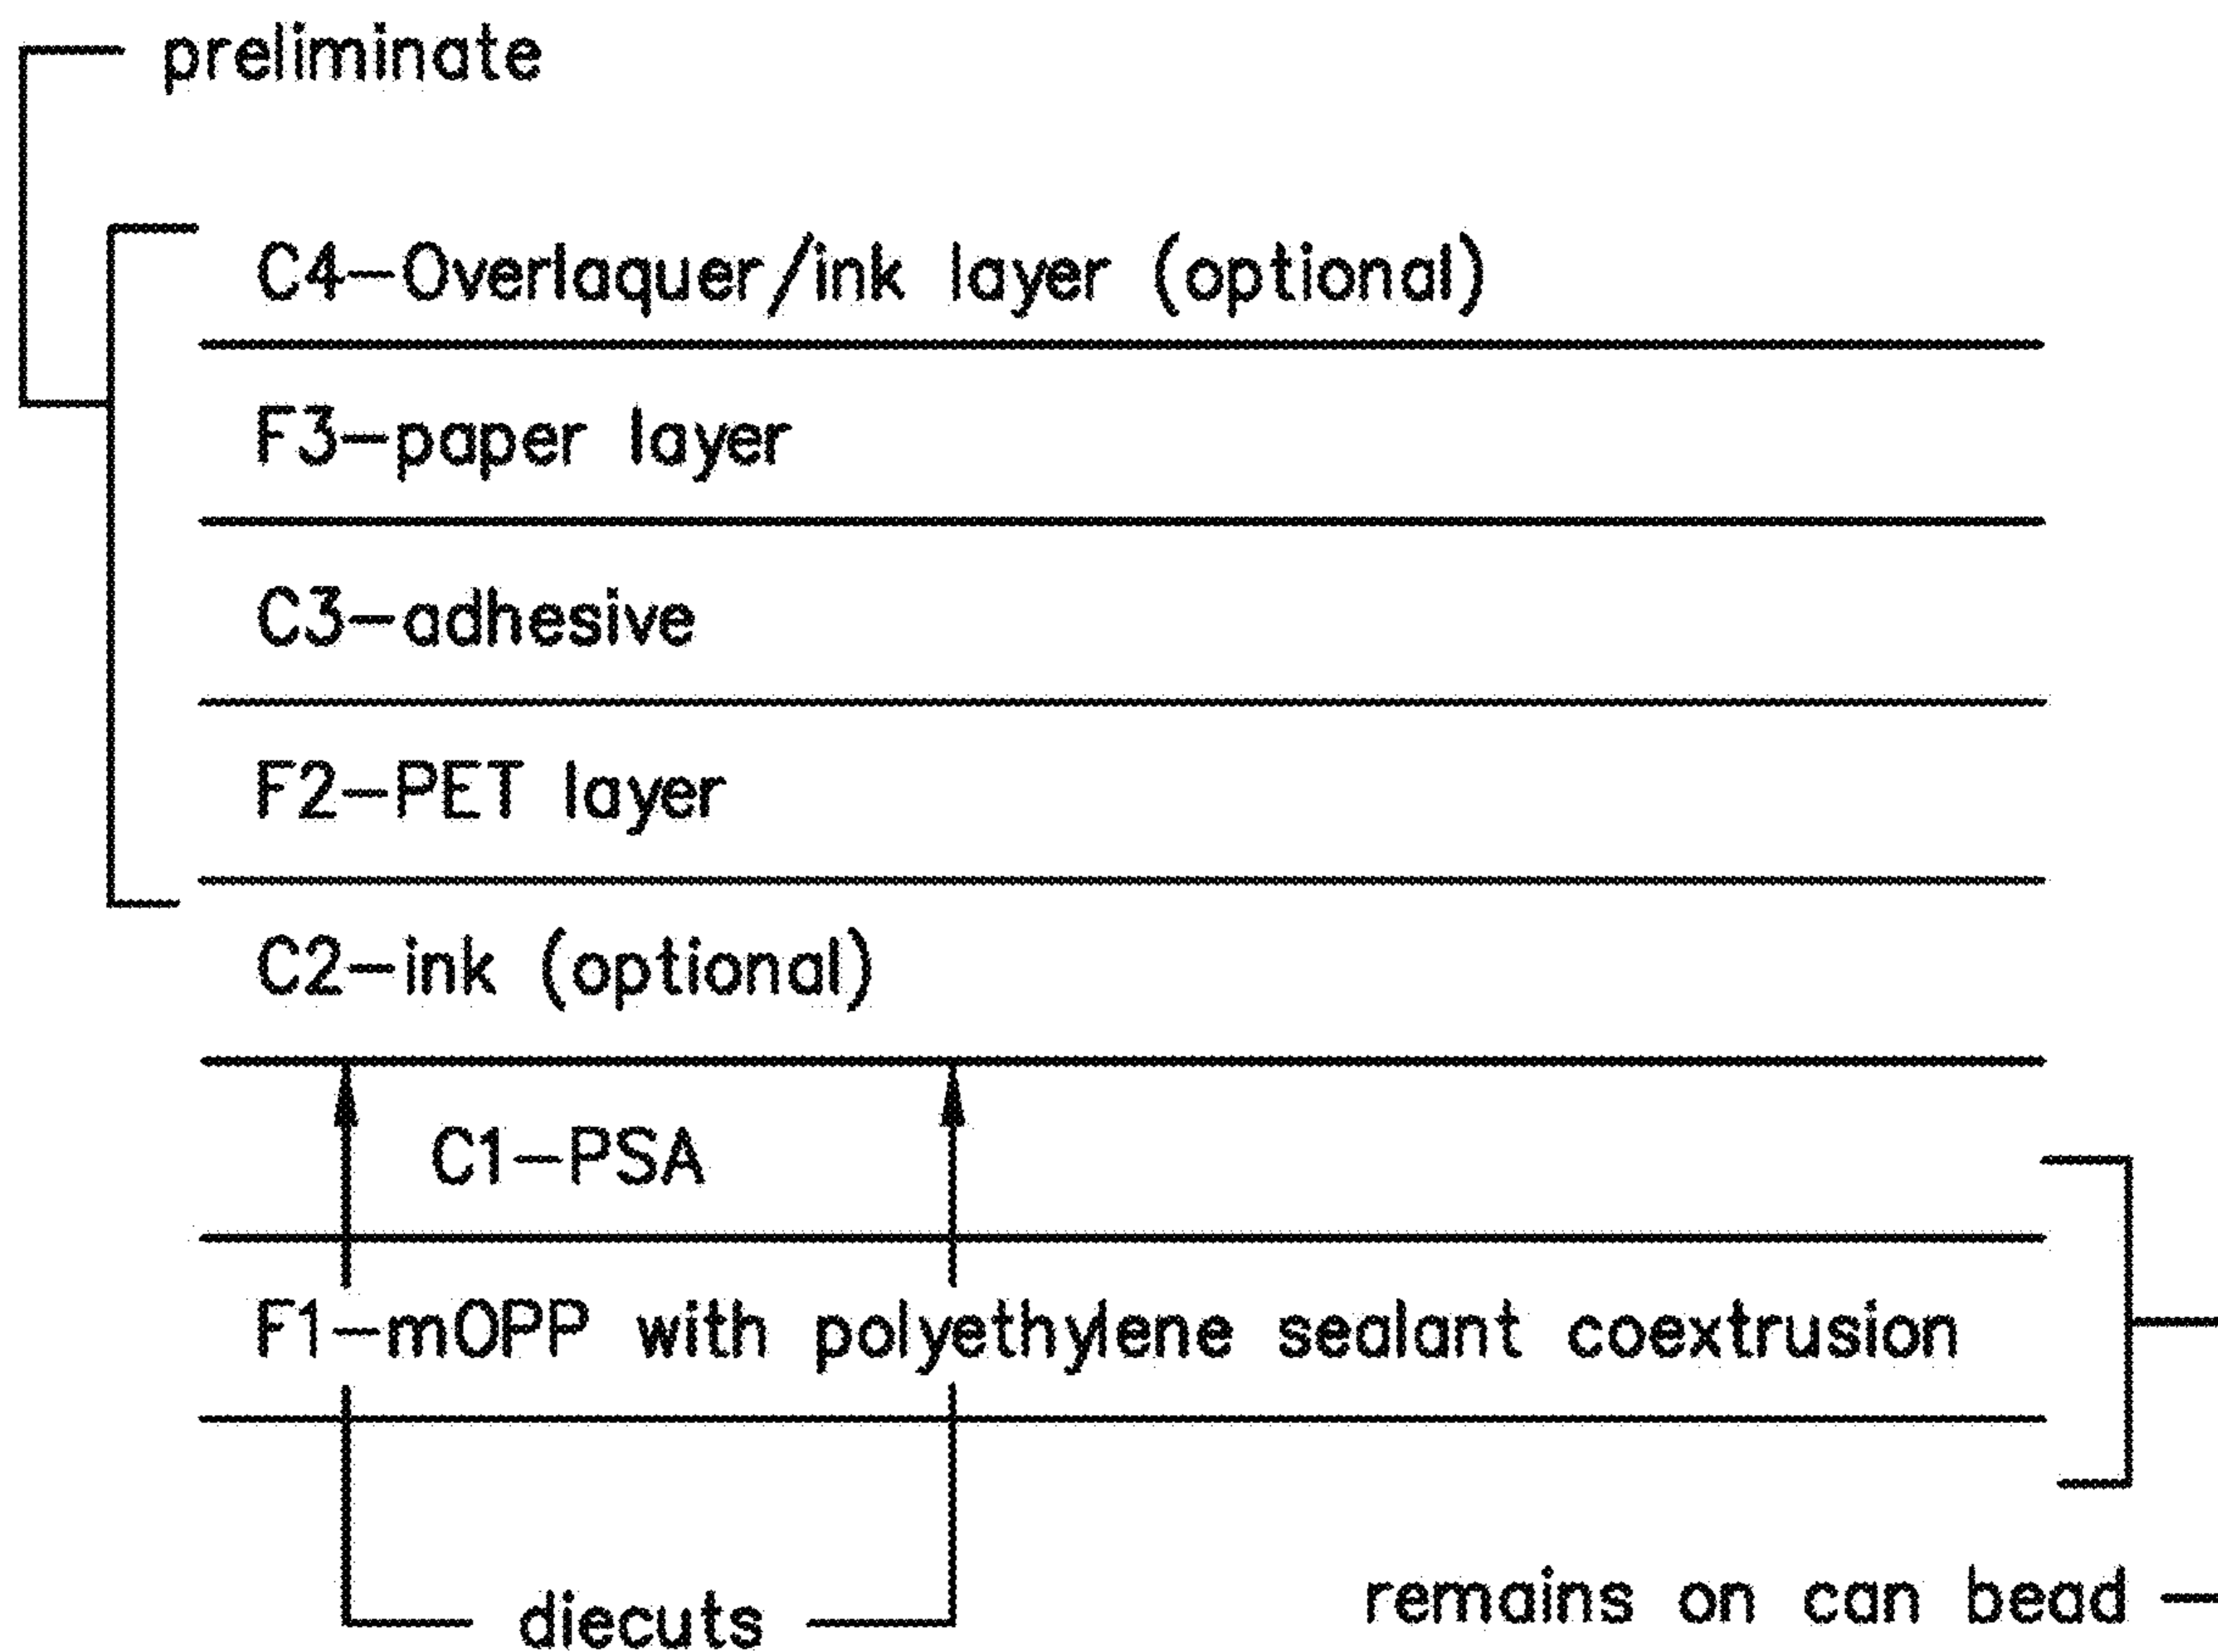 preliminate
C4-Overlaquer/ink layer (optional)
F3-paper layer
C3-adhesive
F2-PET layer
C2-ink (optional)
C1-PSA
F1-mOPP with polyethylene sealant coextrusion
remains on can bead
diecuts